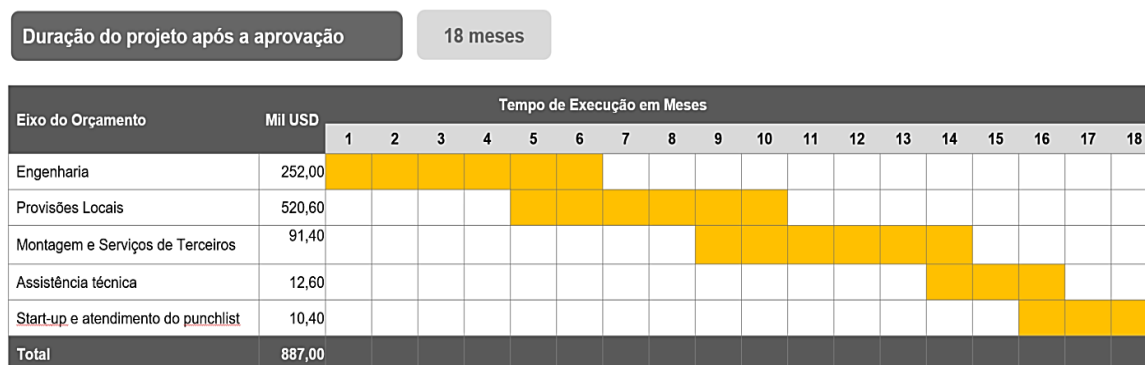 Duração do projeto após a aprovação 18 meses
Eixo do Orçamento Mil USD Tempo de Execução em Meses
1 2 3 4 5 6 7 8 9 10 11 12 13 14 15 16 17 18
Engenharia 252,00
Provisões Locais 520,60
Montagem e Serviços de Terceiros 91,40
Assistência técnica 12,60
Start-up e atendimento do punchlist 10,40
Total 887,00